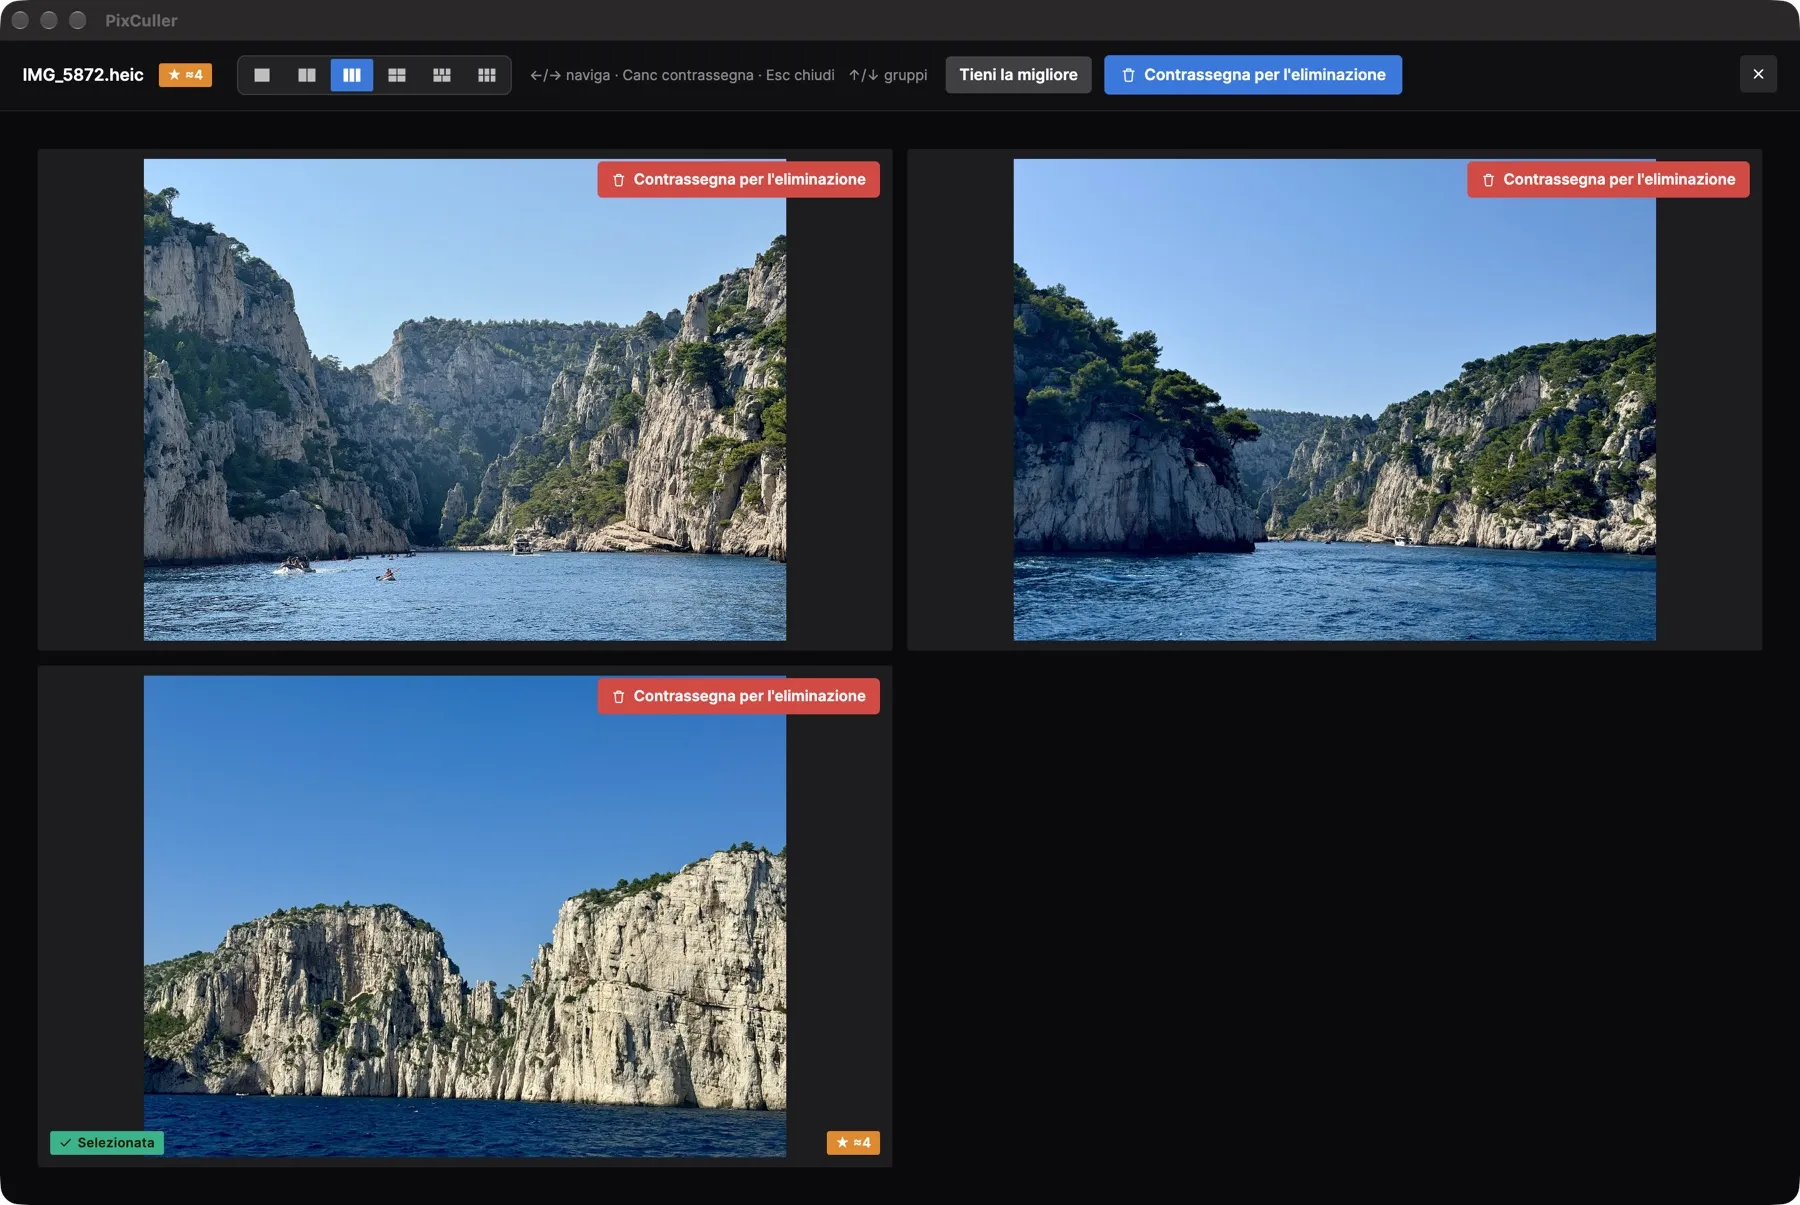 PixCuller
IMG_5872.heic
★ ≈4
←/→ naviga · Canc contrassegna · Esc chiudi
↑/↓ gruppi
Tieni la migliore
Contrassegna per l'eliminazione
Contrassegna per l'eliminazione
Contrassegna per l'eliminazione
Contrassegna per l'eliminazione
✓ Selezionata
★ ≈4